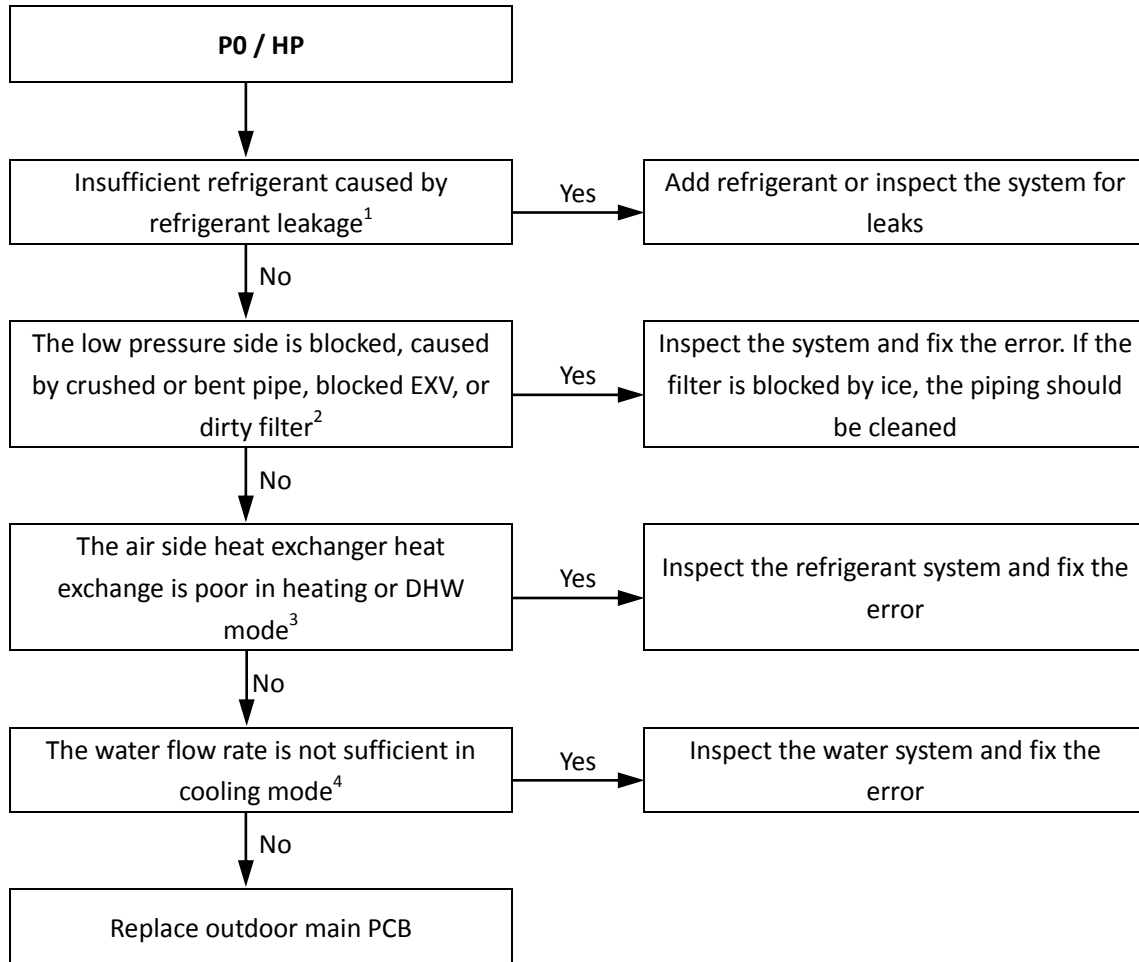 P0 / HP
Insufficient refrigerant caused by
refrigerant leakage¹
Yes
Add refrigerant or inspect the system for
leaks
No
The low pressure side is blocked, caused
by crushed or bent pipe, blocked EXV, or
dirty filter²
Yes
Inspect the system and fix the error. If the
filter is blocked by ice, the piping should
be cleaned
No
The air side heat exchanger heat
exchange is poor in heating or DHW
mode³
Yes
Inspect the refrigerant system and fix the
error
No
The water flow rate is not sufficient in
cooling mode⁴
Yes
Inspect the water system and fix the
error
No
Replace outdoor main PCB